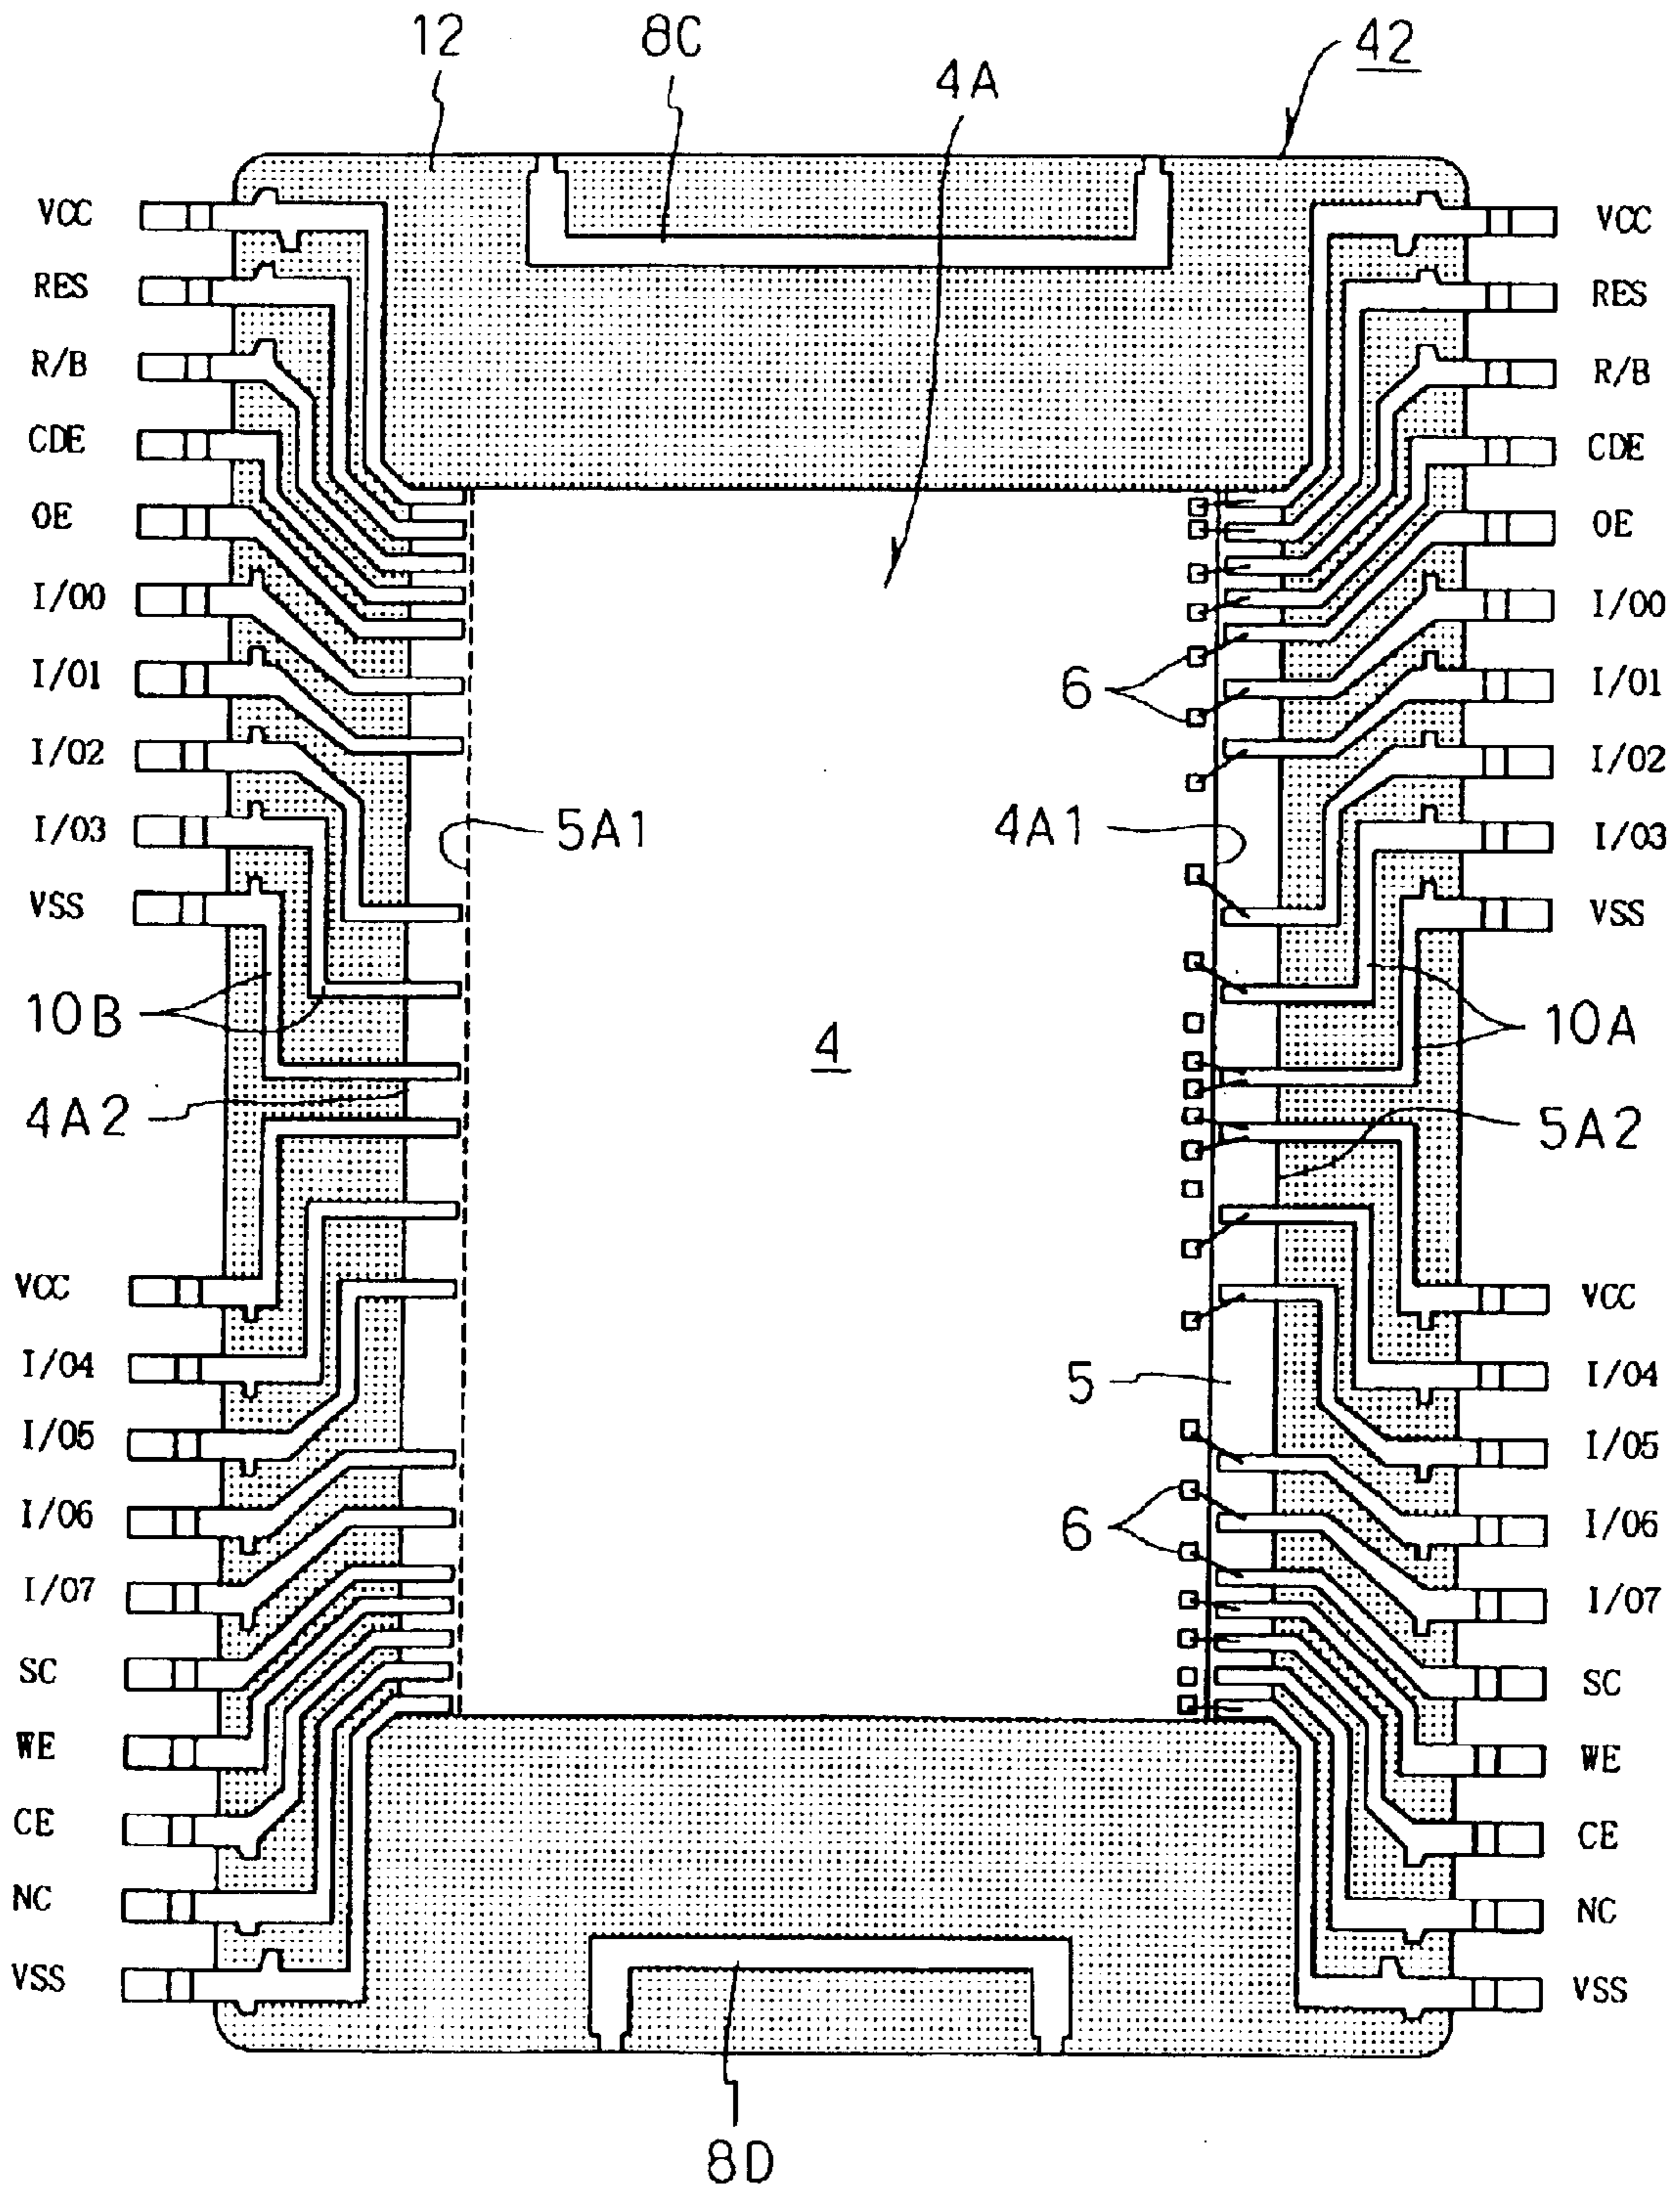 12
8C
4A
42
VCC
VCC
RES
RES
R/B
R/B
CDE
CDE
OE
OE
I/00
I/00
I/01
I/01
6
I/02
I/02
I/03
5A1
4A1
I/03
VSS
VSS
10B
4
10A
4A2
5A2
VCC
VCC
I/04
5
I/04
I/05
I/05
I/06
6
I/06
I/07
I/07
SC
SC
WE
WE
CE
CE
NC
NC
VSS
VSS
8D